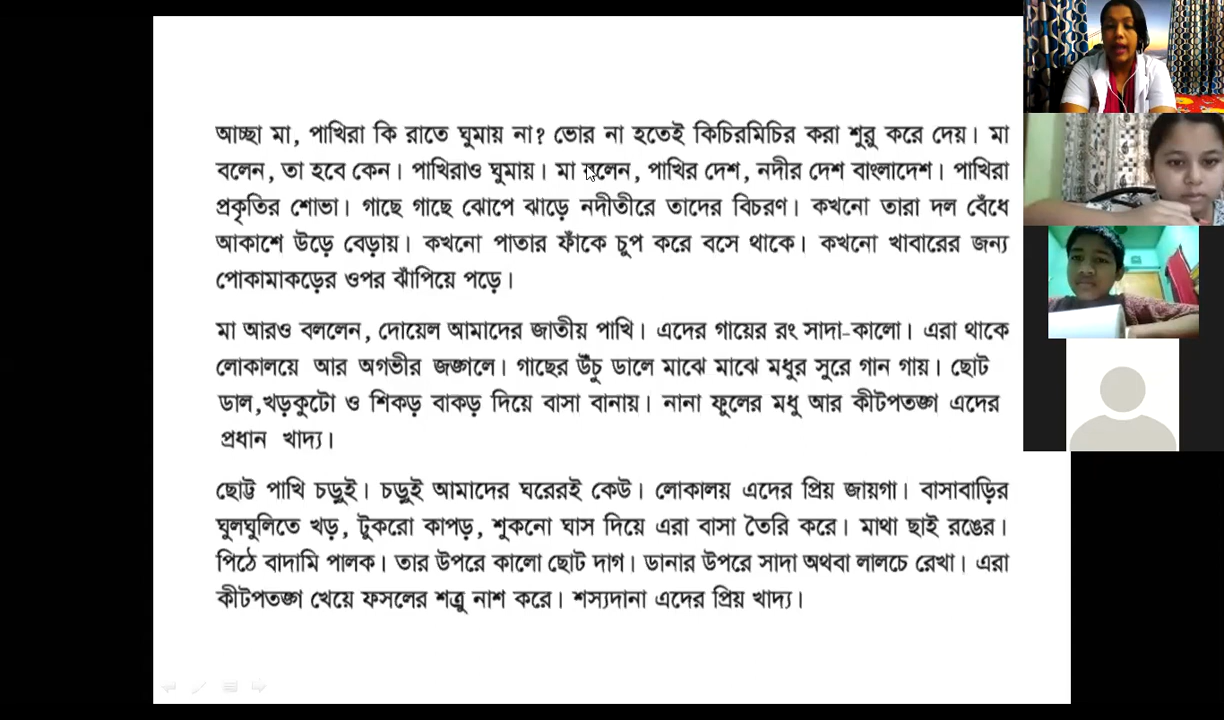 আচ্ছা মা, পাখিরা কি রাতে ঘুমায় না? ভোর না হতেই কিচিরমিচির করা শুরু করে দেয়। মা
বলেন, তা হবে কেন। পাখিরাও ঘুমায়। মা বলেন, পাখির দেশ, নদীর দেশ বাংলাদেশ। পাখিরা
প্রকৃতির শোভা। গাছে গাছে ঝোপে ঝাড়ে নদীতীরে তাদের বিচরণ। কখনো তারা দল বেঁধে
আকাশে উড়ে বেড়ায়। কখনো পাতার ফাঁকে চুপ করে বসে থাকে। কখনো খাবারের জন্য
পোকামাকড়ের ওপর ঝাঁপিয়ে পড়ে।
মা আরও বললেন, দোয়েল আমাদের জাতীয় পাখি। এদের গায়ের রং সাদা-কালো। এরা থাকে
লোকালয়ে আর অগভীর জঙ্গলে। গাছের উঁচু ডালে মাঝে মাঝে মধুর সুরে গান গায়। ছোট
ডাল,খড়কুটো ও শিকড় বাকড় দিয়ে বাসা বানায়। নানা ফুলের মধু আর কীটপতঙ্গ এদের
প্রধান খাদ্য।
ছোট্ট পাখি চড়ুই। চড়ুই আমাদের ঘরেরই কেউ। লোকালয় এদের প্রিয় জায়গা। বাসাবাড়ির
ঘুলঘুলিতে খড়, টুকরো কাপড়, শুকনো ঘাস দিয়ে এরা বাসা তৈরি করে। মাথা ছাই রঙের।
পিঠে বাদামি পালক। তার উপরে কালো ছোট দাগ। ডানার উপরে সাদা অথবা লালচে রেখা। এরা
কীটপতঙ্গ খেয়ে ফসলের শত্রু নাশ করে। শস্যদানা এদের প্রিয় খাদ্য।